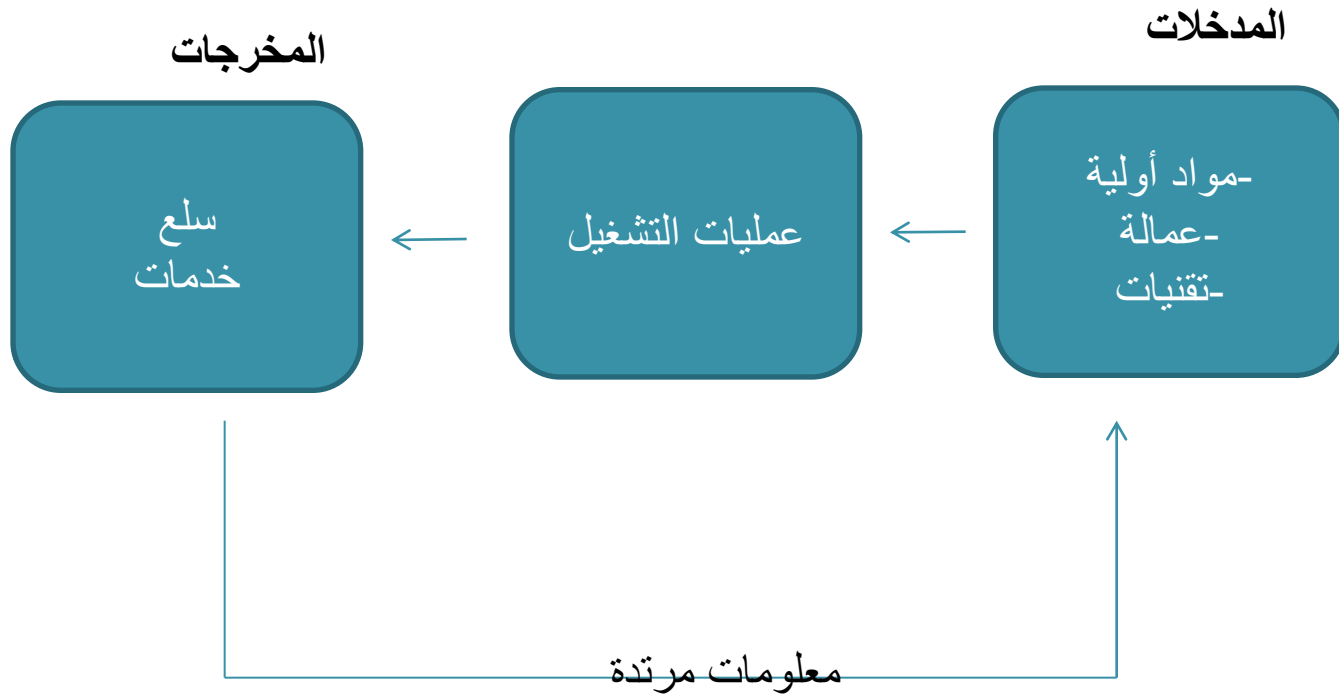 المدخلات
-مواد أولية
-عمالة
-تقنيات
عمليات التشغيل
المخرجات
سلع
خدمات
معلومات مرتدة